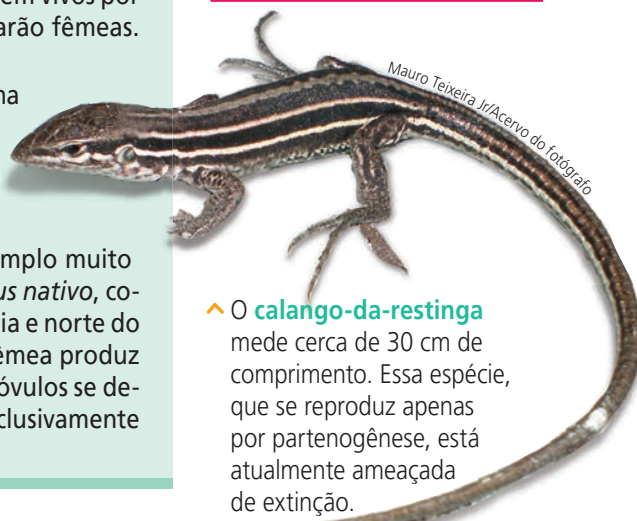 em vivos por
arão fêmeas.
na
mplo muito
us nativo, co-
ia e norte do
êmea produz
óvulos se de-
clusivamente
Mauro Teixeira Jr/Acervo do fotógrafo
O calango-da-restinga
mede cerca de 30 cm de
comprimento. Essa espécie,
que se reproduz apenas
por partenogênese, está
atualmente ameaçada
de extinção.